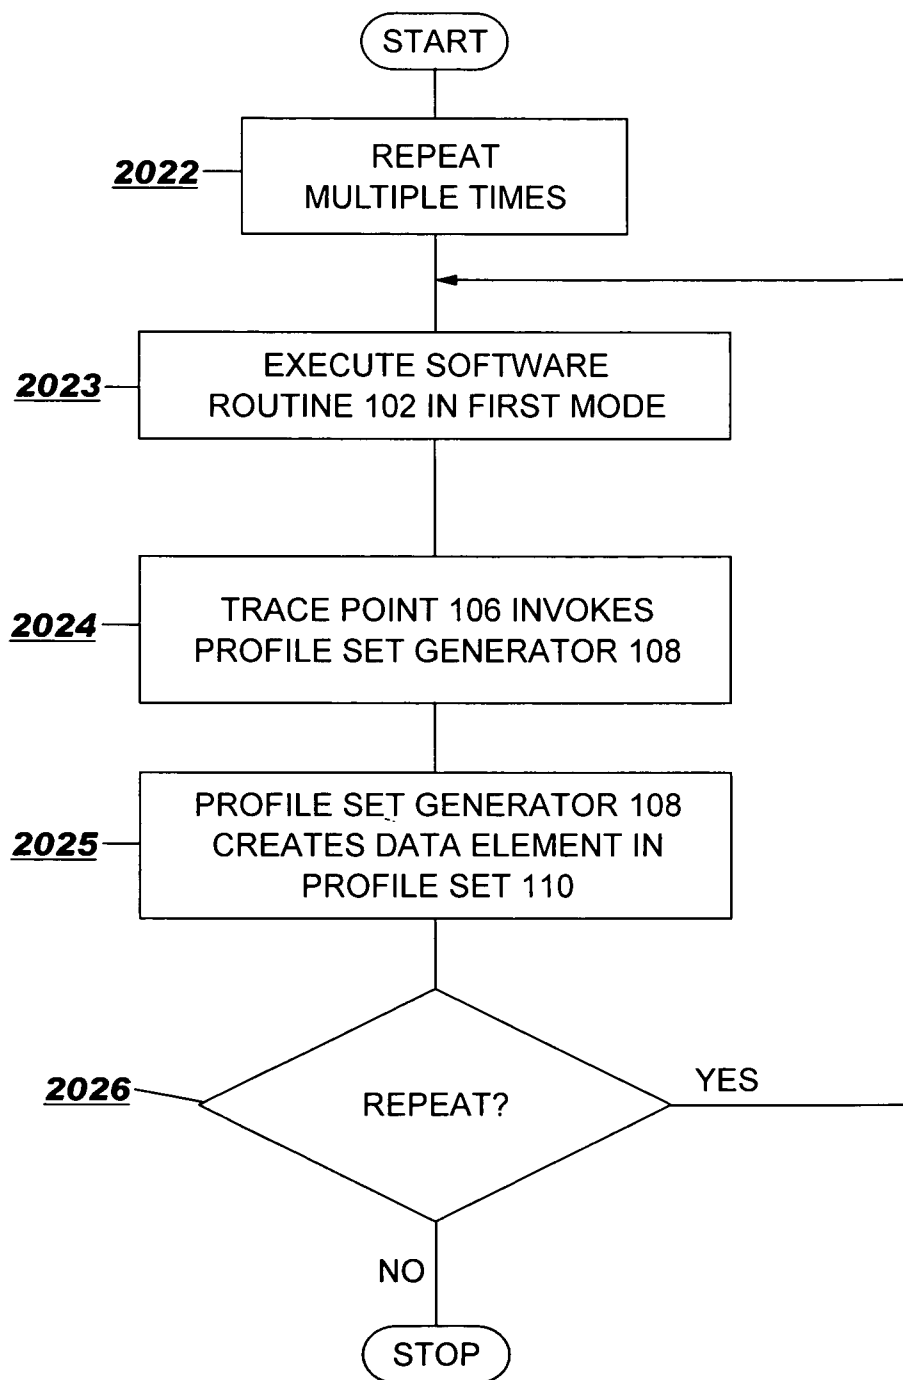 START
2022
REPEAT
MULTIPLE TIMES
2023
EXECUTE SOFTWARE
ROUTINE 102 IN FIRST MODE
2024
TRACE POINT 106 INVOKES
PROFILE SET GENERATOR 108
2025
PROFILE SET GENERATOR 108
CREATES DATA ELEMENT IN
PROFILE SET 110
2026
REPEAT?
YES
NO
STOP